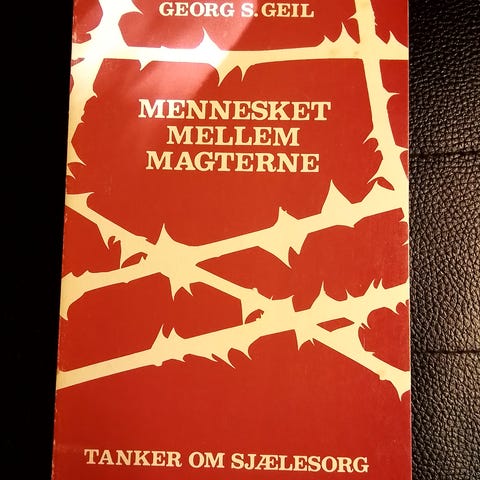 GEORG S. GEIL
MENNESKET
MELLEM
MAGTERNE
TANKER OM SJÆLESORG